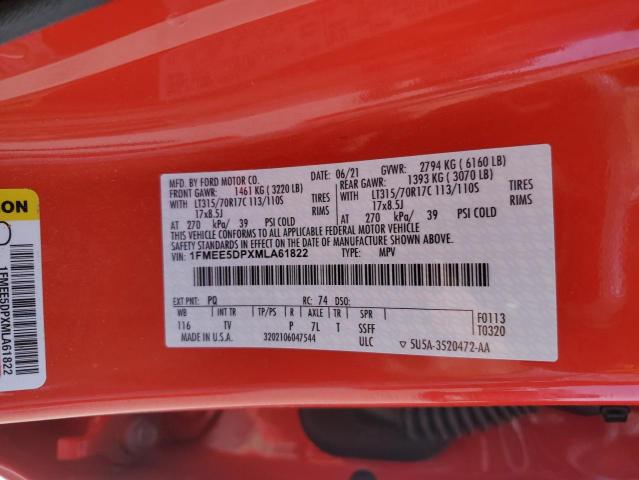 MFD. BY FORD MOTOR CO.
DATE: 06/21 GVWR: 2794 KG ( 6160 LB)
FRONT GAWR: 1461 KG ( 3220 LB) REAR GAWR: 1393 KG ( 3070 LB)
WITH LT315/70R17C 113/110S TIRES WITH LT315/70R17C 113/110S TIRES
17x8.5J RIMS 17x8.5J RIMS
AT 270 kPa/ 39 PSI COLD AT 270 kPa/ 39 PSI COLD
THIS VEHICLE CONFORMS TO ALL APPLICABLE FEDERAL MOTOR VEHICLE
SAFETY STANDARDS IN EFFECT ON THE DATE OF MANUFACTURE SHOWN ABOVE.
VIN: 1FMEE5DPXMLA61822 TYPE: MPV
EXT PNT: PQ RC: 74 DSO:
WB INT TR TP/PS R AXLE TR SPR
116 TV P 7L T SSFF
F0113
T0320
MADE IN U.S.A. 3202106047544 ULC ▽ 5U5A-3520472-AA
ON
1FMEE5DPXMLA61822